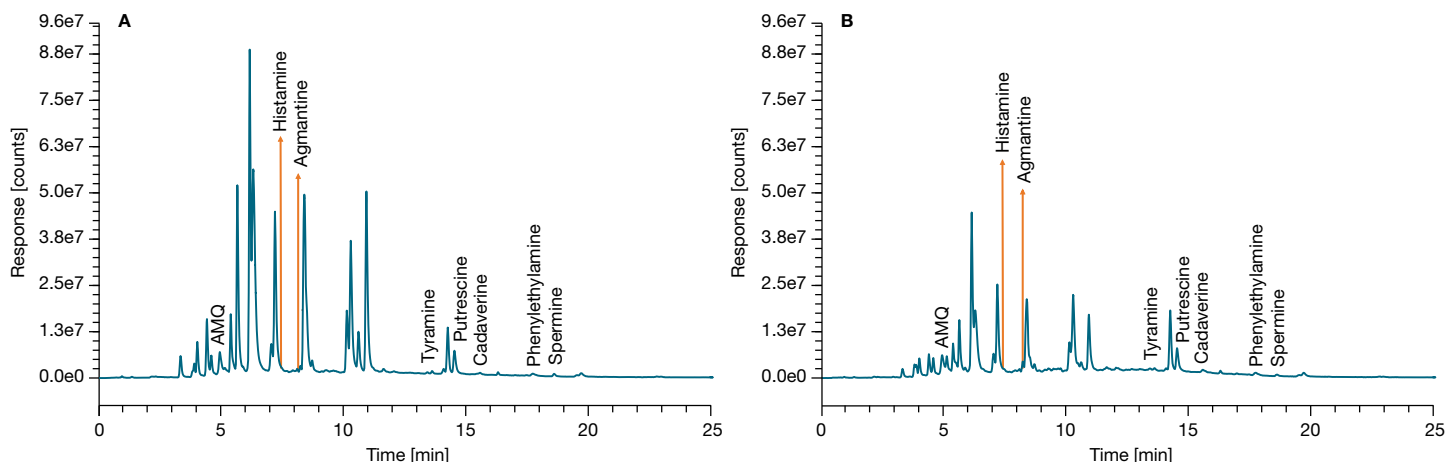 A
9.6e7
8.8e7
7.5e7
6.3e7
5.0e7
3.8e7
2.5e7
1.3e7
0.0e0
Response [counts]
AMQ
Histamine
Agmantine
Tyramine
Putrescine
Cadaverine
Phenylethylamine
Spermine
0
5
10
15
20
25
Time [min]
B
9.6e7
8.8e7
7.5e7
6.3e7
5.0e7
3.8e7
2.5e7
1.3e7
0.0e0
Response [counts]
AMQ
Histamine
Agmantine
Tyramine
Putrescine
Cadaverine
Phenylethylamine
Spermine
0
5
10
15
20
25
Time [min]